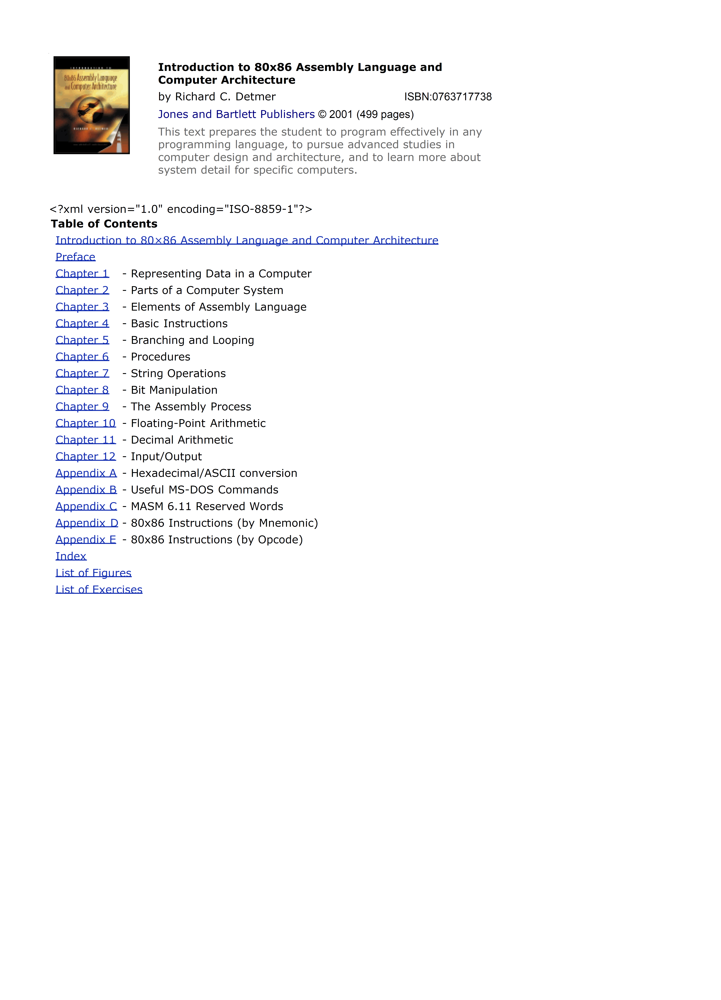 80x86 Assembly Language
and Computer Architecture
Introduction to 80x86 Assembly Language and
Computer Architecture
by Richard C. Detmer ISBN:0763717738
Jones and Bartlett Publishers © 2001 (499 pages)
This text prepares the student to program effectively in any
programming language, to pursue advanced studies in
computer design and architecture, and to learn more about
system detail for specific computers.
<?xml version="1.0" encoding="ISO-8859-1"?>
Table of Contents
Introduction to 80×86 Assembly Language and Computer Architecture
Preface
Chapter 1 - Representing Data in a Computer
Chapter 2 - Parts of a Computer System
Chapter 3 - Elements of Assembly Language
Chapter 4 - Basic Instructions
Chapter 5 - Branching and Looping
Chapter 6 - Procedures
Chapter 7 - String Operations
Chapter 8 - Bit Manipulation
Chapter 9 - The Assembly Process
Chapter 10 - Floating-Point Arithmetic
Chapter 11 - Decimal Arithmetic
Chapter 12 - Input/Output
Appendix A - Hexadecimal/ASCII conversion
Appendix B - Useful MS-DOS Commands
Appendix C - MASM 6.11 Reserved Words
Appendix D - 80x86 Instructions (by Mnemonic)
Appendix E - 80x86 Instructions (by Opcode)
Index
List of Figures
List of Exercises